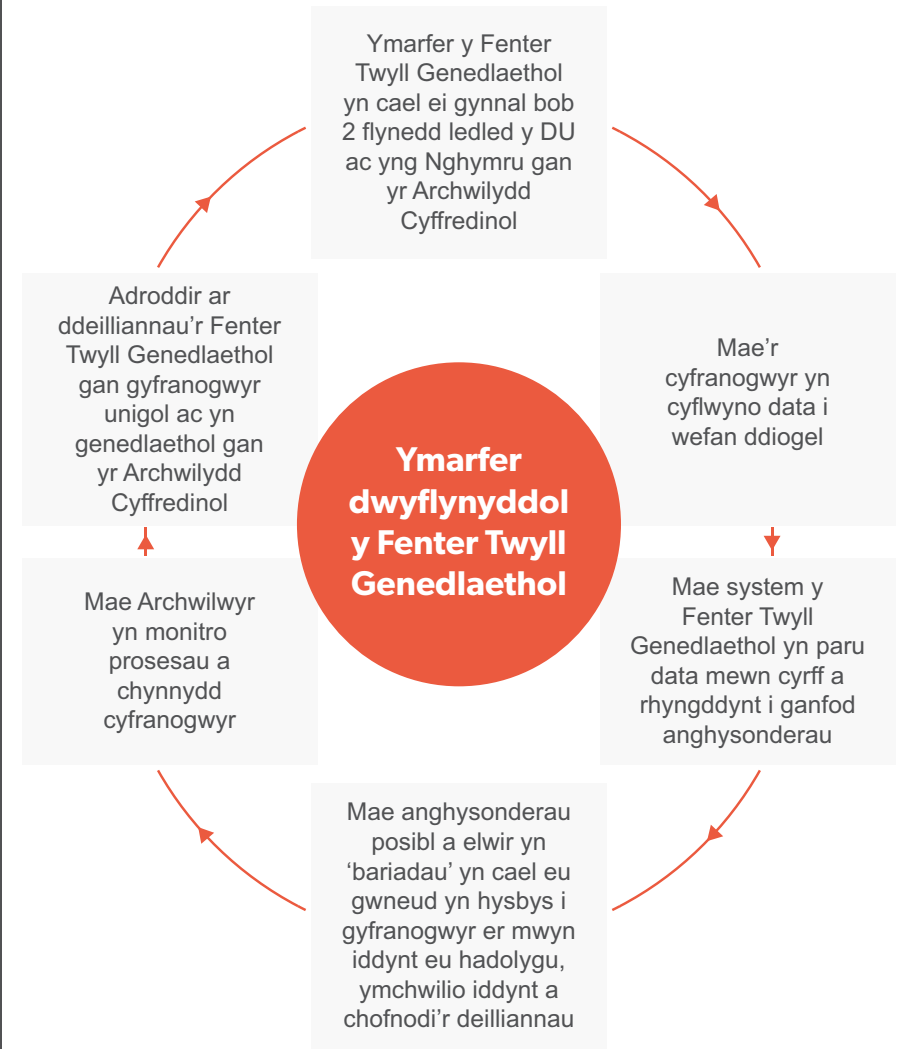 Ymarfer y Fenter
Twyll Genedlaethol
yn cael ei gynnal bob
2 flynedd ledled y DU
ac yng Nghymru gan
yr Archwilydd
Cyffredinol
Mae’r
cyfranogwyr yn
cyflwyno data i
wefan ddiogel
Mae system y
Fenter Twyll
Genedlaethol yn paru
data mewn cyrff a
rhyngddynt i ganfod
anghysonderau
Mae anghysonderau
posibl a elwir yn
‘bariadau’ yn cael eu
gwneud yn hysbys i
gyfranogwyr er mwyn
iddynt eu hadolygu,
ymchwilio iddynt a
chofnodi’r deilliannau
Mae Archwilwyr
yn monitro
prosesau a
chynnydd
cyfranogwyr
Adroddir ar
ddeilliannau’r Fenter
Twyll Genedlaethol
gan gyfranogwyr
unigol ac yn
genedlaethol gan
yr Archwilydd
Cyffredinol
Ymarfer
dwyflynyddol
y Fenter Twyll
Genedlaethol